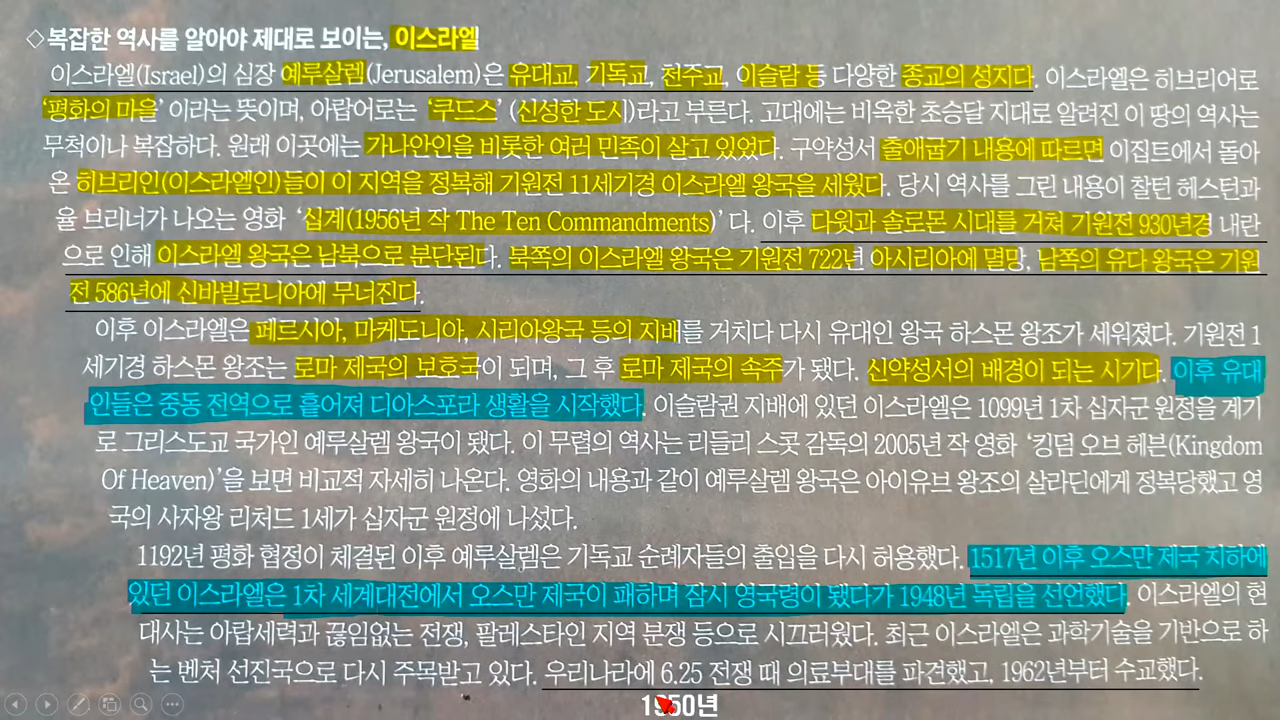 ◇복잡한 역사를 알아야 제대로 보이는, 이스라엘
이스라엘(Israel)의 심장 예루살렘(Jerusalem)은 유대교, 기독교, 천주교, 이슬람 등 다양한 종교의 성지다. 이스라엘은 히브리어로
‘평화의 마을’ 이라는 뜻이며, 아랍어로는 ‘쿠드스’ (신성한 도시)라고 부른다. 고대에는 비옥한 초승달 지대로 알려진 이 땅의 역사는
무척이나 복잡하다. 원래 이곳에는 가나안인을 비롯한 여러 민족이 살고 있었다. 구약성서 출애굽기 내용에 따르면 이집트에서 돌아
온 히브리인(이스라엘인)들이 이 지역을 정복해 기원전 11세기경 이스라엘 왕국을 세웠다. 당시 역사를 그린 내용이 찰턴 헤스턴과
율 브리너가 나오는 영화 ‘십계(1956년 작 The Ten Commandments)’ 다. 이후 다윗과 솔로몬 시대를 거쳐 기원전 930년경 내란
으로 인해 이스라엘 왕국은 남북으로 분단된다. 북쪽의 이스라엘 왕국은 기원전 722년 아시리아에 멸망, 남쪽의 유다 왕국은 기원
전 586년에 신바빌로니아에 무너진다.
이후 이스라엘은 페르시아, 마케도니아, 시리아왕국 등의 지배를 거치다 다시 유대인 왕국 하스몬 왕조가 세워졌다. 기원전 1
세기경 하스몬 왕조는 로마 제국의 보호국이 되며, 그 후 로마 제국의 속주가 됐다. 신약성서의 배경이 되는 시기다. 이후 유대
인들은 중동 전역으로 흩어져 디아스포라 생활을 시작했다. 이슬람권 지배에 있던 이스라엘은 1099년 1차 십자군 원정을 계기
로 그리스도교 국가인 예루살렘 왕국이 됐다. 이 무렵의 역사는 리들리 스콧 감독의 2005년 작 영화 ‘킹덤 오브 헤븐(Kingdom
Of Heaven)’을 보면 비교적 자세히 나온다. 영화의 내용과 같이 예루살렘 왕국은 아이유브 왕조의 살라딘에게 정복당했고 영
국의 사자왕 리처드 1세가 십자군 원정에 나섰다.
1192년 평화 협정이 체결된 이후 예루살렘은 기독교 순례자들의 출입을 다시 허용했다. 1517년 이후 오스만 제국 치하에
있던 이스라엘은 1차 세계대전에서 오스만 제국이 패하며 잠시 영국령이 됐다가 1948년 독립을 선언했다. 이스라엘의 현
대사는 아랍세력과 끊임없는 전쟁, 팔레스타인 지역 분쟁 등으로 시끄러웠다. 최근 이스라엘은 과학기술을 기반으로 하
는 벤처 선진국으로 다시 주목받고 있다. 우리나라에 6.25 전쟁 때 의료부대를 파견했고, 1962년부터 수교했다.
1950년